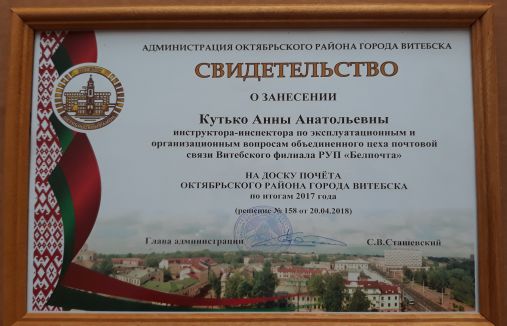 АДМИНИСТРАЦИЯ ОКТЯБРЬСКОГО РАЙОНА ГОРОДА ВИТЕБСКА
СВИДЕТЕЛЬСТВО
О ЗАНЕСЕНИИ
Кутько Анны Анатольевны
инструктора-инспектора по эксплуатационным и
организационным вопросам объединенного цеха почтовой
связи Витебского филиала РУП «Белпочта»
НА ДОСКУ ПОЧЁТА
ОКТЯБРЬСКОГО РАЙОНА ГОРОДА ВИТЕБСКА
по итогам 2017 года
(решение № 158 от 20.04.2018)
Глава администрации С.В.Сташевский